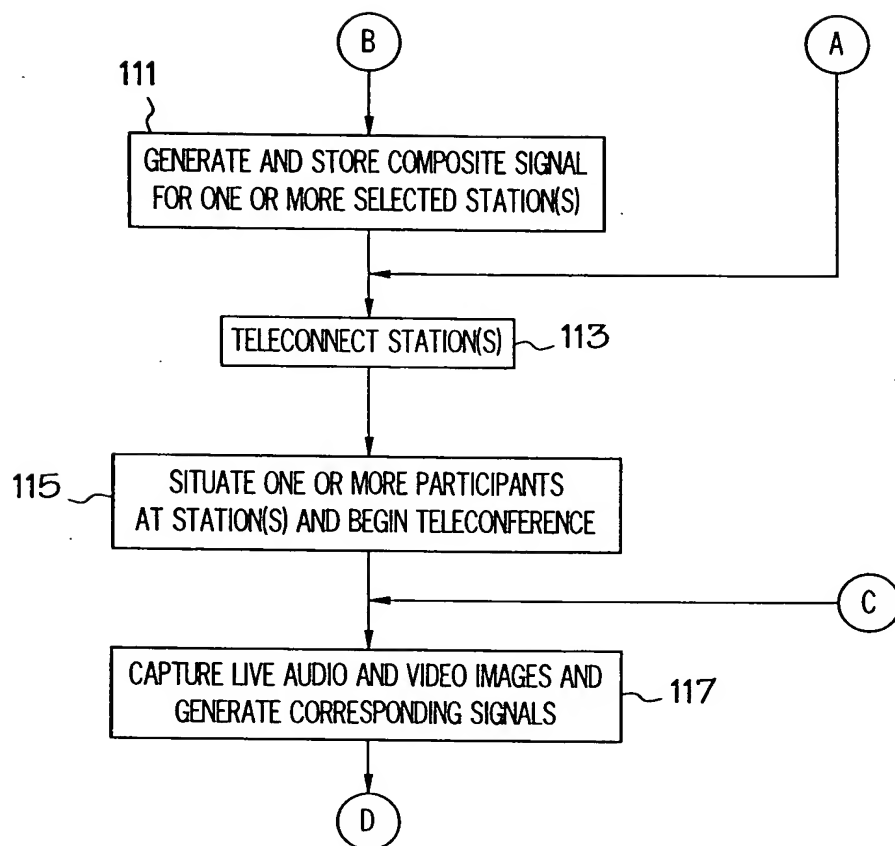 B
A
111
GENERATE AND STORE COMPOSITE SIGNAL
FOR ONE OR MORE SELECTED STATION(S)
TELECONNECT STATION(S)
113
115
SITUATE ONE OR MORE PARTICIPANTS
AT STATION(S) AND BEGIN TELECONFERENCE
C
CAPTURE LIVE AUDIO AND VIDEO IMAGES AND
GENERATE CORRESPONDING SIGNALS
117
D